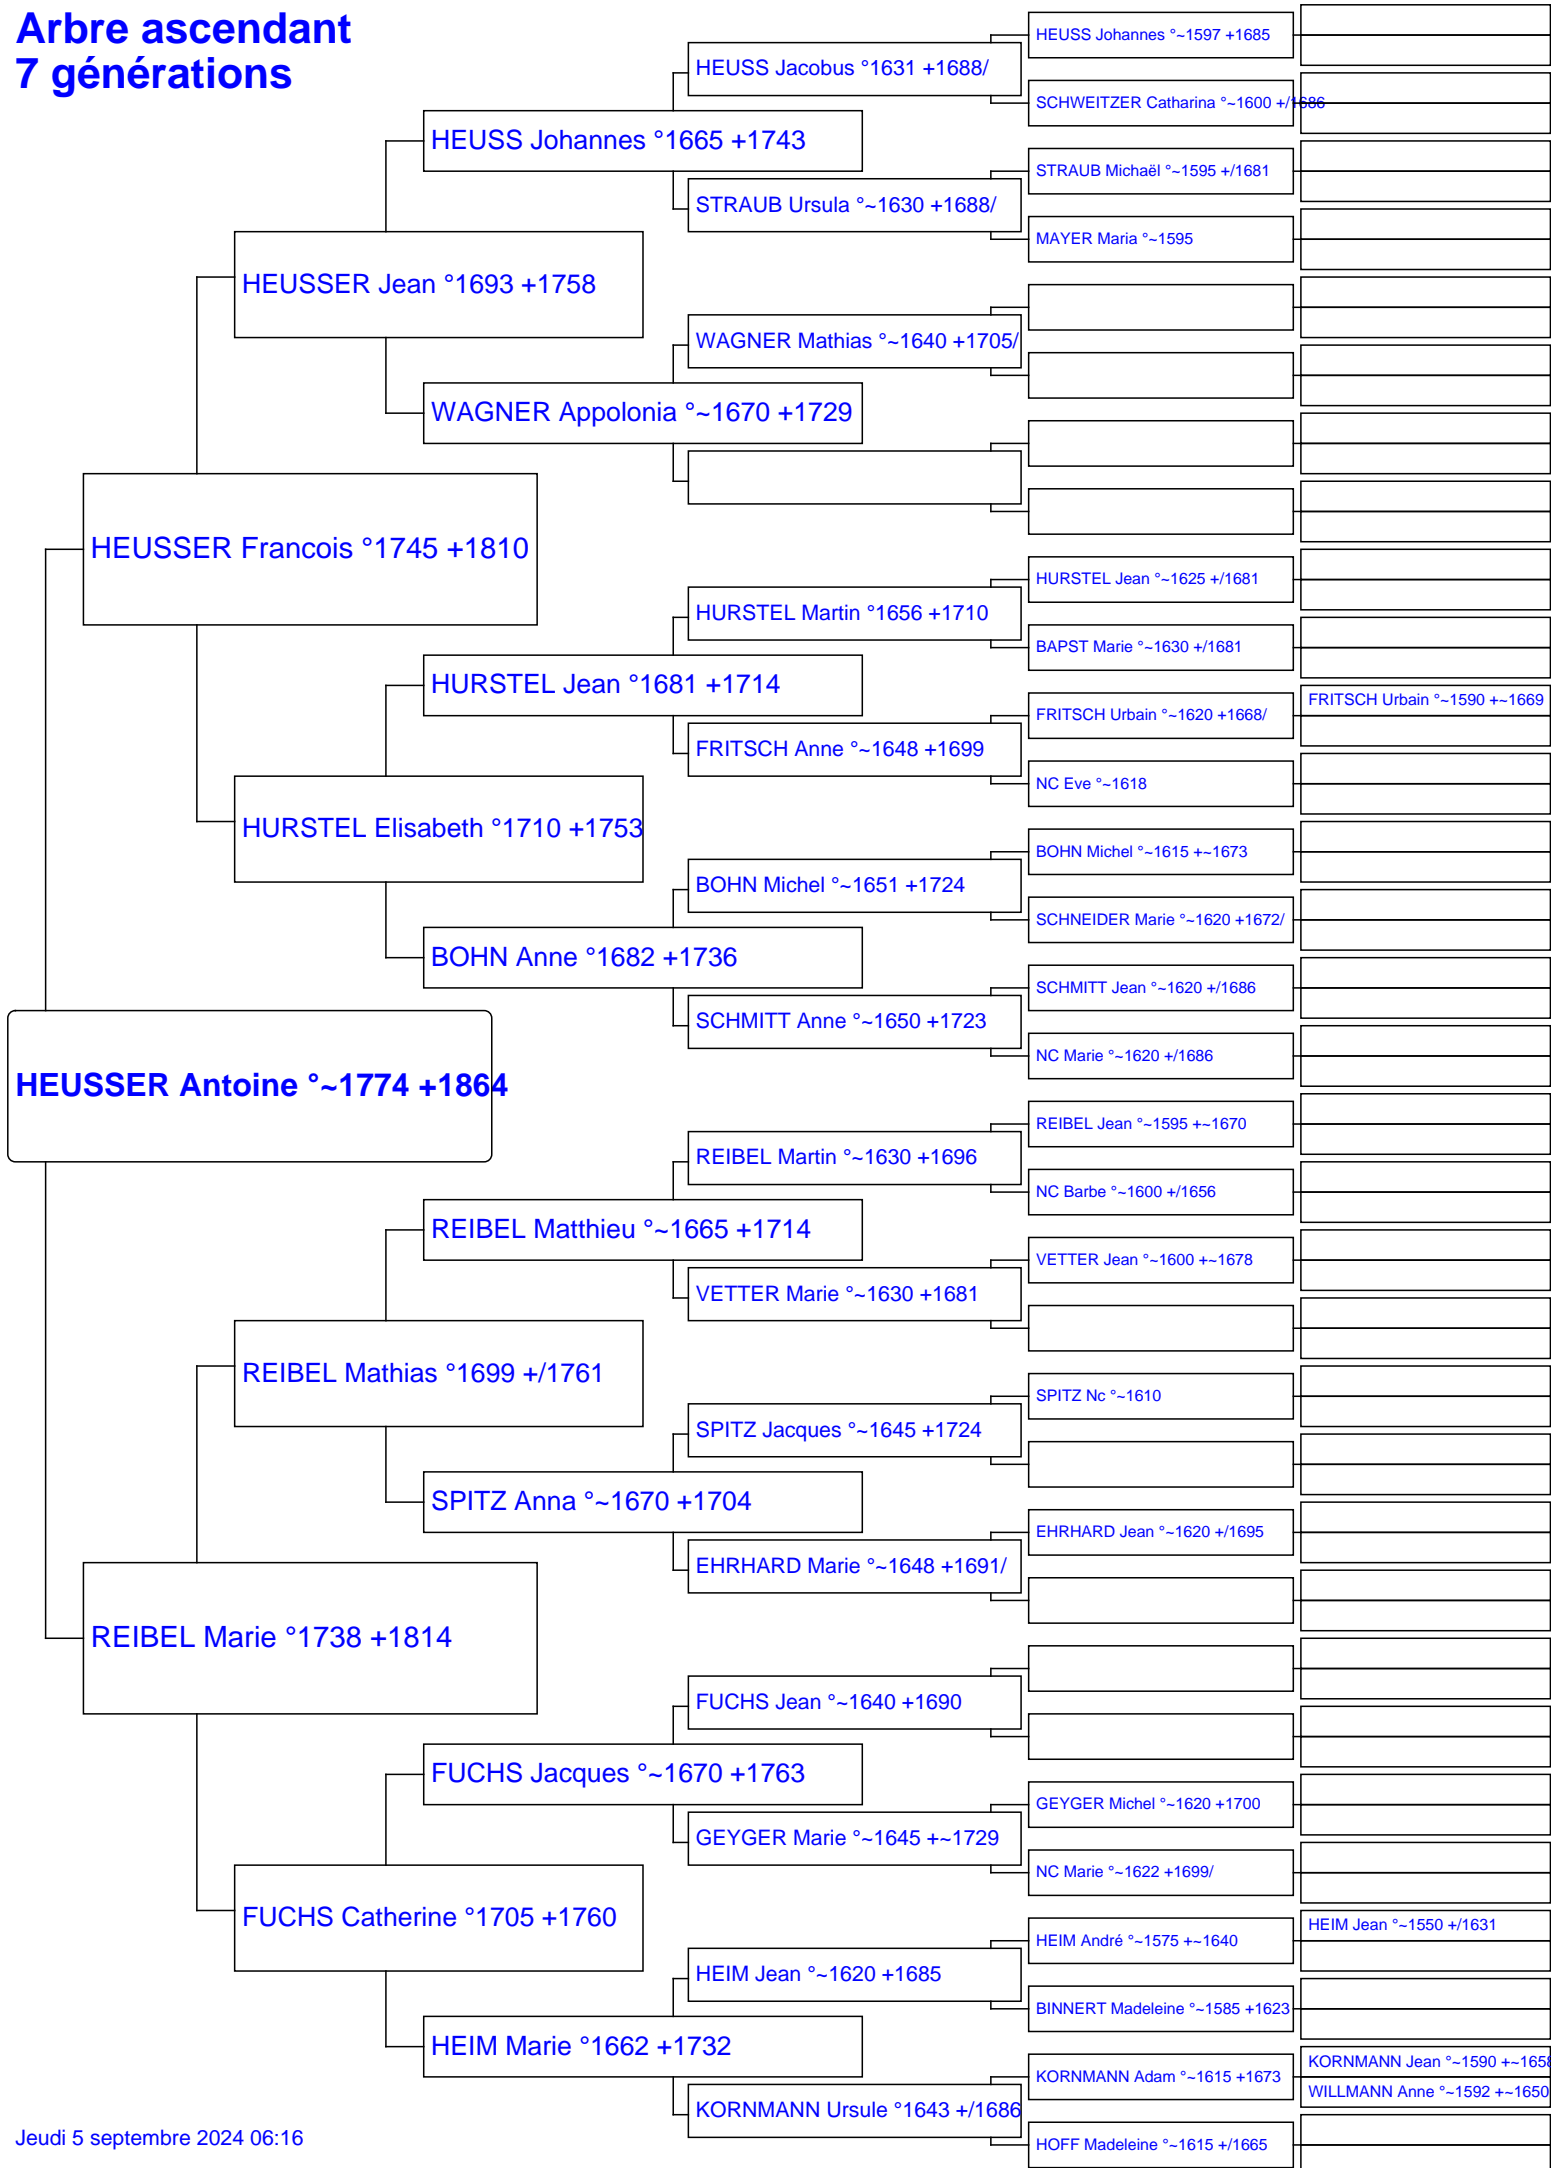 Arbre ascendant
7 générations
HEUSS Johannes °~1597 +1685
HEUSS Jacobus °1631 +1688/
SCHWEITZER Catharina °~1600 +/1686
HEUSS Johannes °1665 +1743
STRAUB Michaël °~1595 +/1681
STRAUB Ursula °~1630 +1688/
MAYER Maria °~1595
HEUSSER Jean °1693 +1758
WAGNER Mathias °~1640 +1705/
WAGNER Appolonia °~1670 +1729
HEUSSER Francois °1745 +1810
HURSTEL Jean °~1625 +/1681
HURSTEL Martin °1656 +1710
BAPST Marie °~1630 +/1681
HURSTEL Jean °1681 +1714
FRITSCH Urbain °~1590 +~1669
FRITSCH Urbain °~1620 +1668/
FRITSCH Anne °~1648 +1699
NC Eve °~1618
HURSTEL Elisabeth °1710 +1753
BOHN Michel °~1615 +~1673
BOHN Michel °~1651 +1724
SCHNEIDER Marie °~1620 +1672/
BOHN Anne °1682 +1736
SCHMITT Jean °~1620 +/1686
SCHMITT Anne °~1650 +1723
NC Marie °~1620 +/1686
HEUSSER Antoine °~1774 +1864
REIBEL Jean °~1595 +~1670
REIBEL Martin °~1630 +1696
NC Barbe °~1600 +/1656
REIBEL Matthieu °~1665 +1714
VETTER Jean °~1600 +~1678
VETTER Marie °~1630 +1681
REIBEL Mathias °1699 +/1761
SPITZ Nc °~1610
SPITZ Jacques °~1645 +1724
SPITZ Anna °~1670 +1704
EHRHARD Jean °~1620 +/1695
EHRHARD Marie °~1648 +1691/
REIBEL Marie °1738 +1814
FUCHS Jean °~1640 +1690
FUCHS Jacques °~1670 +1763
GEYGER Michel °~1620 +1700
GEYGER Marie °~1645 +~1729
NC Marie °~1622 +1699/
FUCHS Catherine °1705 +1760
HEIM Jean °~1550 +/1631
HEIM André °~1575 +~1640
HEIM Jean °~1620 +1685
BINNERT Madeleine °~1585 +1623
HEIM Marie °1662 +1732
KORNMANN Jean °~1590 +~1658
KORNMANN Adam °~1615 +1673
WILLMANN Anne °~1592 +~1650
KORNMANN Ursule °1643 +/1686
HOFF Madeleine °~1615 +/1665
Jeudi 5 septembre 2024 06:16